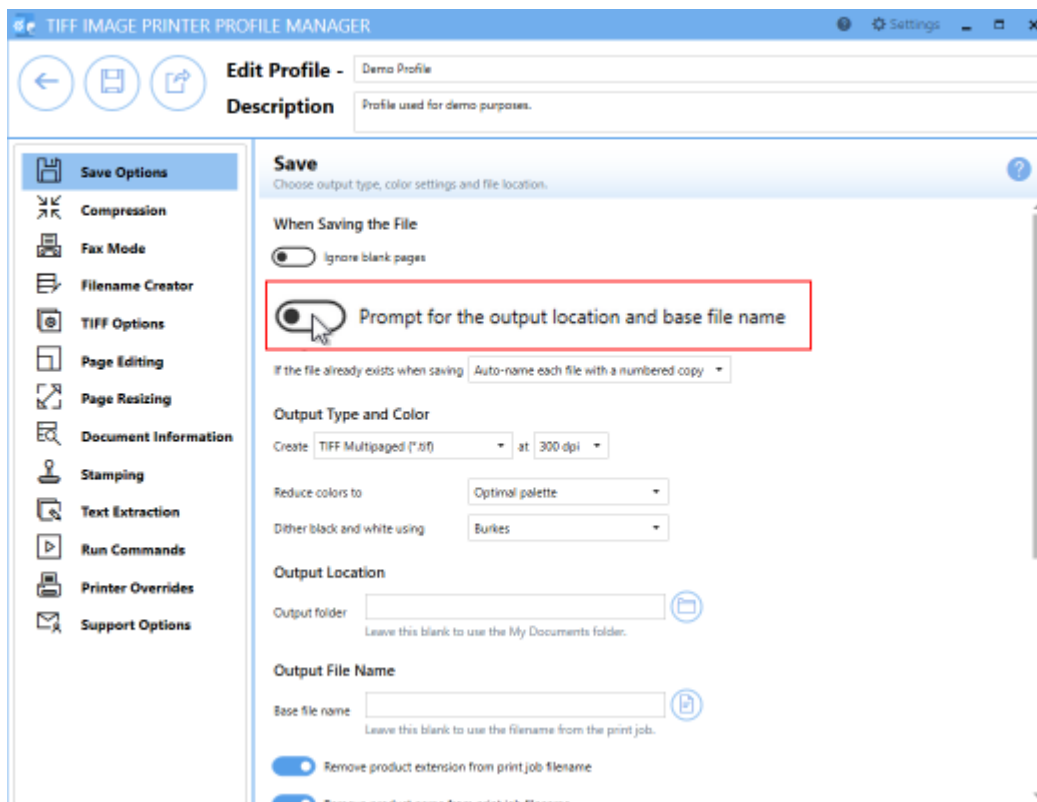 TIFF IMAGE PRINTER PROFILE MANAGER
? Settings
Edit Profile - Demo Profile
Description Profile used for demo purposes.
Save Options
Compression
Fax Mode
Filename Creator
TIFF Options
Page Editing
Page Resizing
Document Information
Stamping
Text Extraction
Run Commands
Printer Overrides
Support Options
Save
Choose output type, color settings and file location.
?
When Saving the File
Ignore blank pages
Prompt for the output location and base file name
If the file already exists when saving Auto-name each file with a numbered copy
Output Type and Color
Create TIFF Multipaged (*.tif) at 300 dpi
Reduce colors to Optimal palette
Dither black and white using Burkes
Output Location
Output folder
Leave this blank to use the My Documents folder.
Output File Name
Base file name
Leave this blank to use the filename from the print job.
Remove product extension from print job filename
Remove product name from print job filename